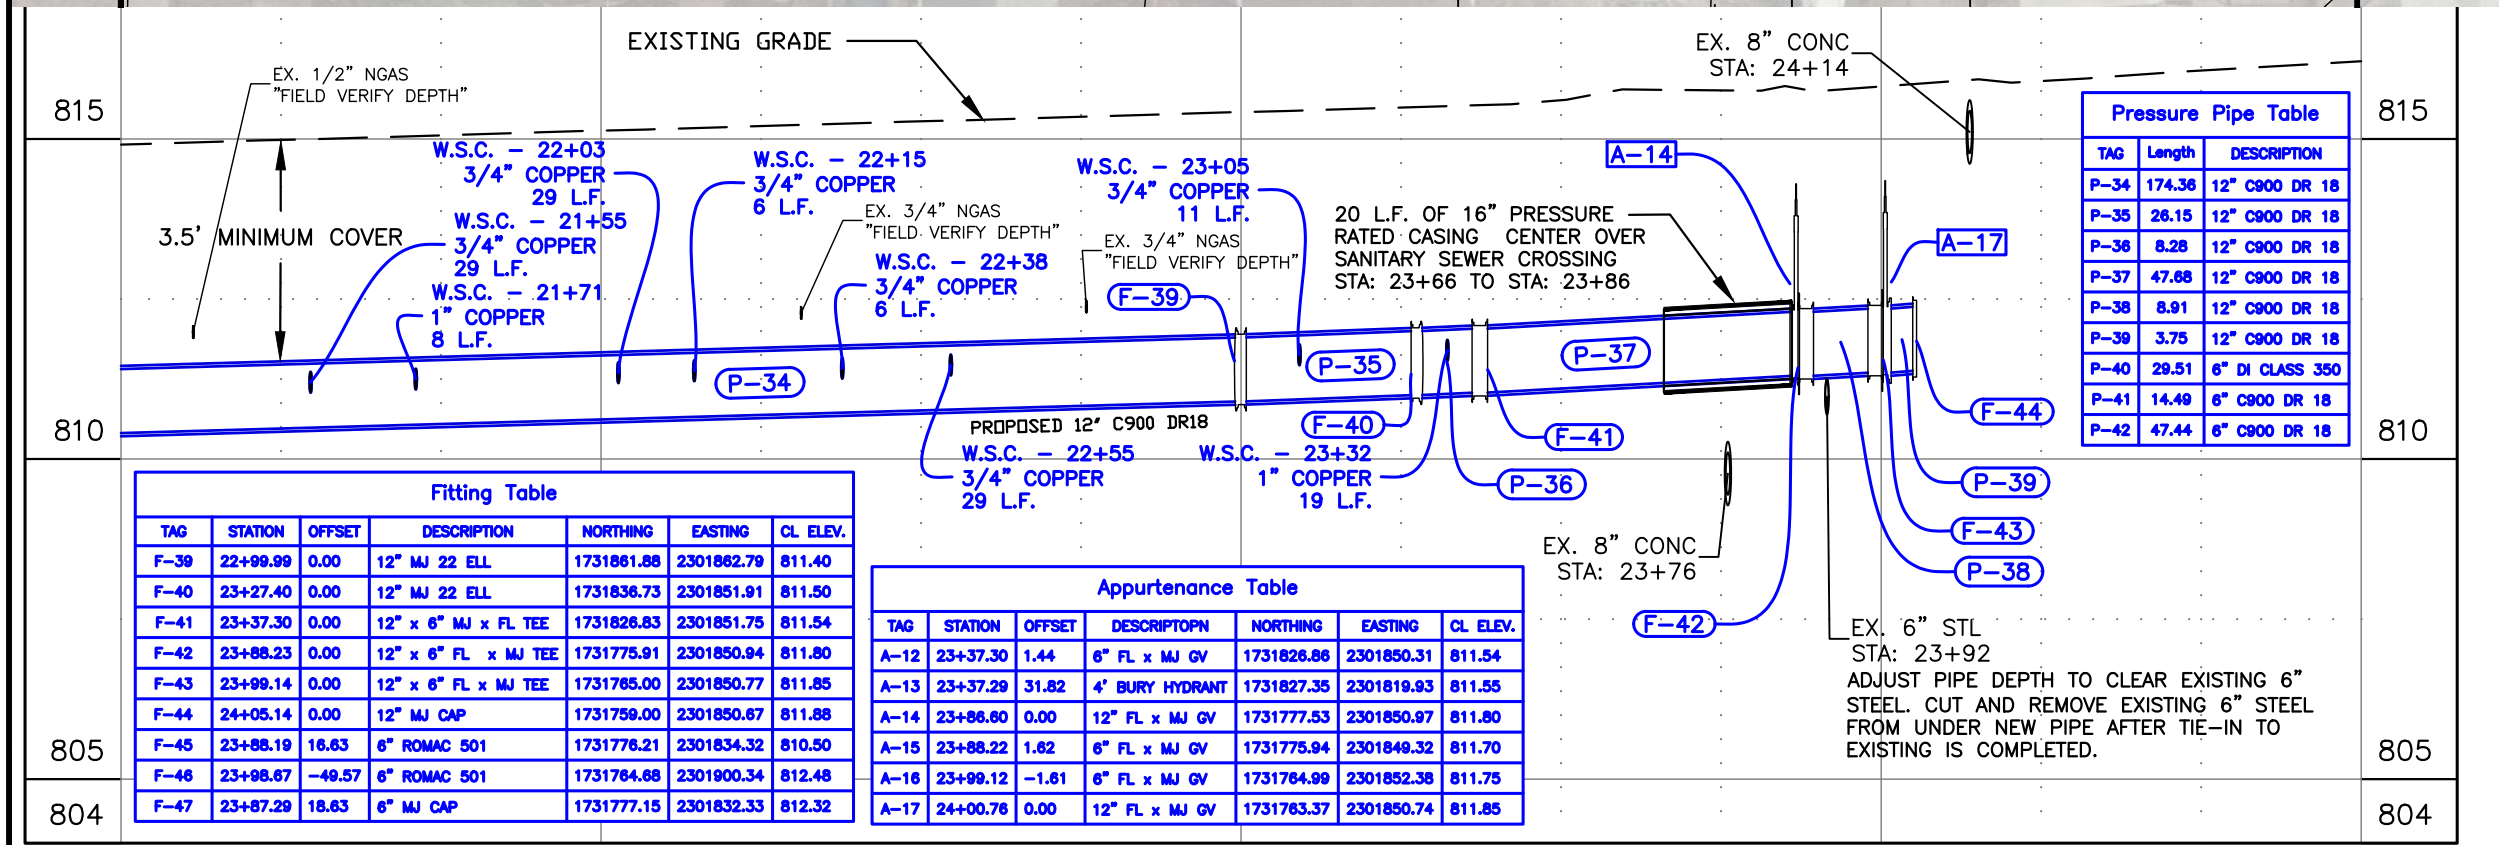 EXISTING GRADE
EX. 8" CONC
STA: 24+14
EX. 1/2" NGAS
"FIELD VERIFY DEPTH"
815
815
3.5' MINIMUM COVER
W.S.C. - 22+03
3/4" COPPER
29 L.F.
W.S.C. - 21+55
3/4" COPPER
29 L.F.
W.S.C. - 21+71
1" COPPER
8 L.F.
W.S.C. - 22+15
3/4" COPPER
6 L.F.
EX. 3/4" NGAS
"FIELD VERIFY DEPTH"
W.S.C. - 22+38
3/4" COPPER
6 L.F.
W.S.C. - 23+05
3/4" COPPER
11 L.F.
EX. 3/4" NGAS
"FIELD VERIFY DEPTH"
F-39
20 L.F. OF 16" PRESSURE
RATED CASING CENTER OVER
SANITARY SEWER CROSSING
STA: 23+66 TO STA: 23+86
A-14
A-17
Pressure Pipe Table
TAG Length DESCRIPTION
P-34 174.36 12" C900 DR 18
P-35 26.15 12" C900 DR 18
P-36 8.28 12" C900 DR 18
P-37 47.68 12" C900 DR 18
P-38 8.91 12" C900 DR 18
P-39 3.75 12" C900 DR 18
P-40 29.51 6" DI CLASS 350
P-41 14.49 6" C900 DR 18
P-42 47.44 6" C900 DR 18
P-34
P-35
P-37
810
810
PROPOSED 12" C900 DR18
F-40
F-41
F-44
W.S.C. - 22+55
3/4" COPPER
29 L.F.
W.S.C. - 23+32
1" COPPER
19 L.F.
P-36
P-39
F-43
P-38
EX. 8" CONC
STA: 23+76
F-42
EX. 6" STL
STA: 23+92
ADJUST PIPE DEPTH TO CLEAR EXISTING 6"
STEEL. CUT AND REMOVE EXISTING 6" STEEL
FROM UNDER NEW PIPE AFTER TIE-IN TO
EXISTING IS COMPLETED.
Fitting Table
TAG STATION OFFSET DESCRIPTION NORTHING EASTING CL ELEV.
F-39 22+99.99 0.00 12" MJ 22 ELL 1731861.88 2301862.79 811.40
F-40 23+27.40 0.00 12" MJ 22 ELL 1731836.73 2301851.91 811.50
F-41 23+37.30 0.00 12" x 6" MJ x FL TEE 1731826.83 2301851.75 811.54
F-42 23+88.23 0.00 12" x 6" FL x MJ TEE 1731775.91 2301850.94 811.80
F-43 23+99.14 0.00 12" x 6" FL x MJ TEE 1731765.00 2301850.77 811.85
F-44 24+05.14 0.00 12" MJ CAP 1731759.00 2301850.67 811.88
F-45 23+88.19 16.63 6" ROMAC 501 1731776.21 2301834.32 810.50
F-46 23+98.67 -49.57 6" ROMAC 501 1731764.68 2301900.34 812.48
F-47 23+87.29 18.63 6" MJ CAP 1731777.15 2301832.33 812.32
Appurtenance Table
TAG STATION OFFSET DESCRIPTOPN NORTHING EASTING CL ELEV.
A-12 23+37.30 1.44 6" FL x MJ GV 1731826.86 2301850.31 811.54
A-13 23+37.29 31.82 4' BURY HYDRANT 1731827.35 2301819.93 811.55
A-14 23+86.60 0.00 12" FL x MJ GV 1731777.53 2301850.97 811.80
A-15 23+88.22 1.62 6" FL x MJ GV 1731775.94 2301849.32 811.70
A-16 23+99.12 -1.61 6" FL x MJ GV 1731764.99 2301852.38 811.75
A-17 24+00.76 0.00 12" FL x MJ GV 1731763.37 2301850.74 811.85
805
805
804
804